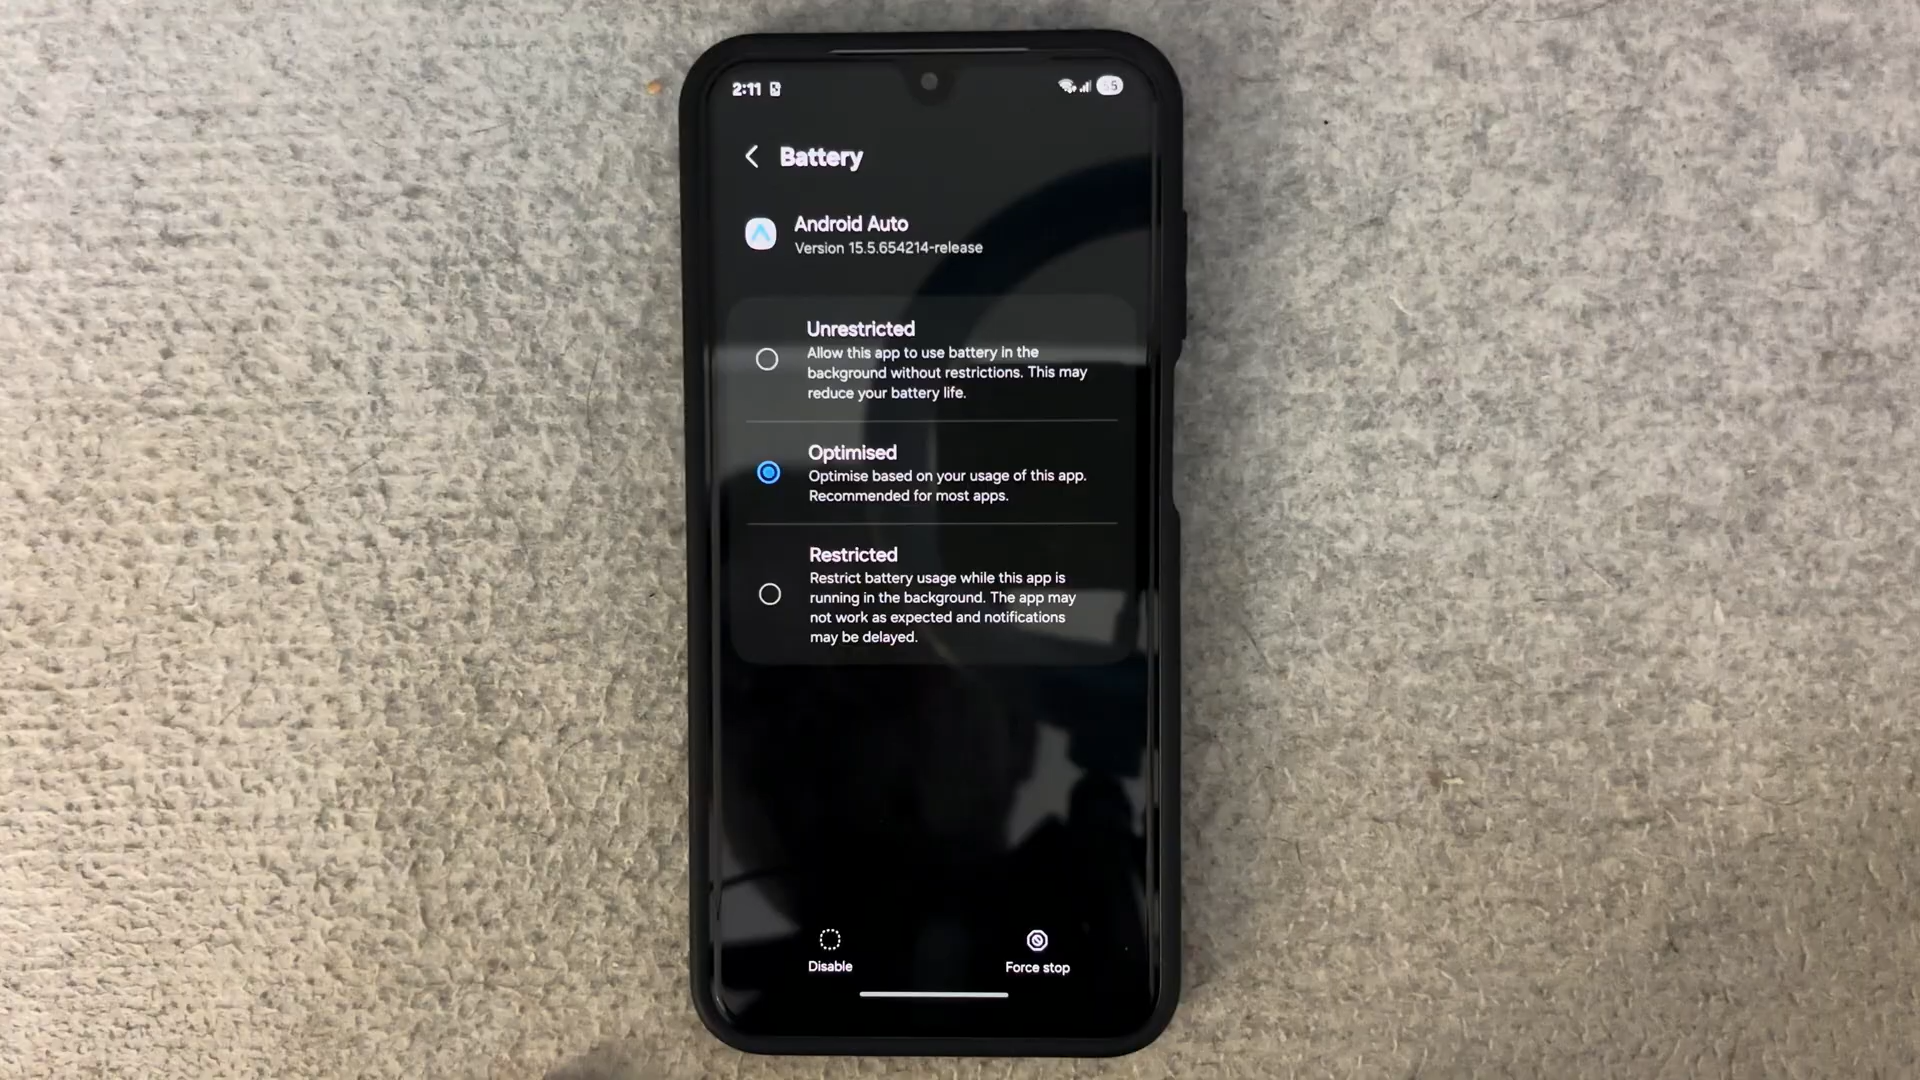 2:11
Battery
Android Auto
Version 15.5.654214-release
Unrestricted
Allow this app to use battery in the
background without restrictions. This may
reduce your battery life.
Optimised
Optimise based on your usage of this app.
Recommended for most apps.
Restricted
Restrict battery usage while this app is
running in the background. The app may
not work as expected and notifications
may be delayed.
Disable
Force stop